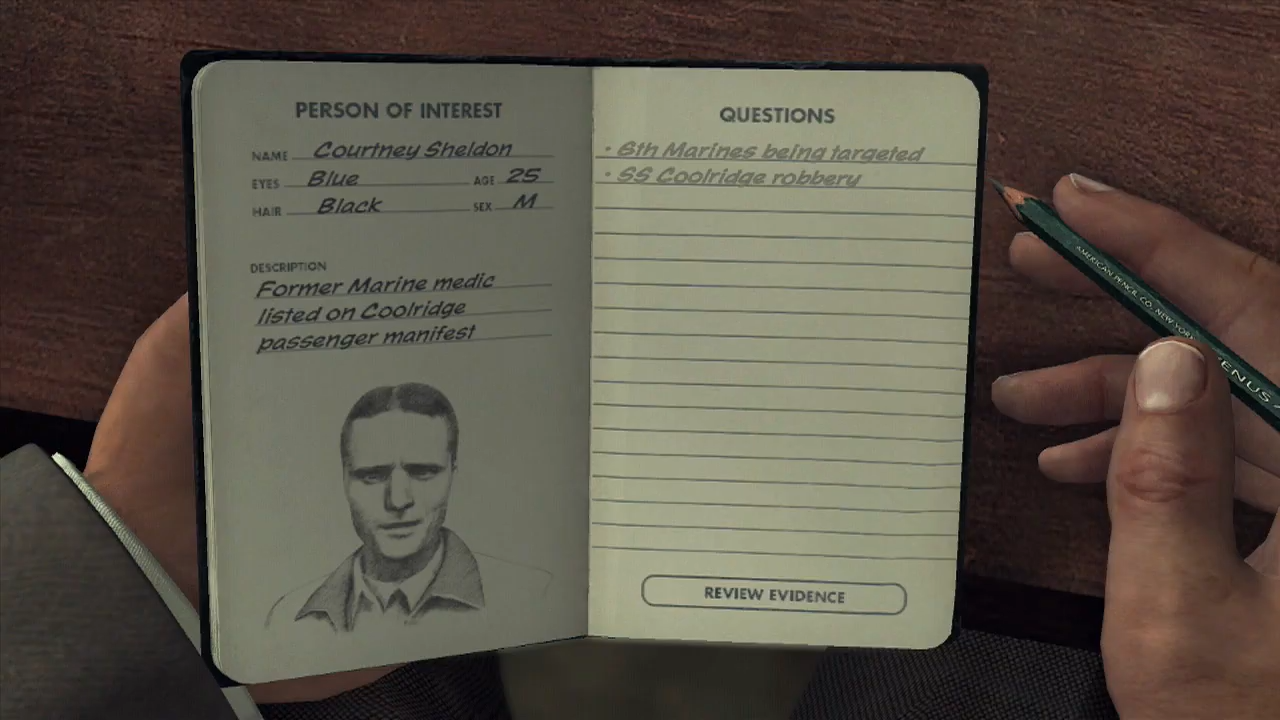 PERSON OF INTEREST
NAME Courtney Sheldon
EYES Blue AGE 25
HAIR Black SEX M
DESCRIPTION
Former Marine medic
listed on Coolridge
passenger manifest
QUESTIONS
• 6th Marines being targeted
• SS Coolridge robbery
REVIEW EVIDENCE
AMERICAN PENCIL CO. NEW YORK
VENUS